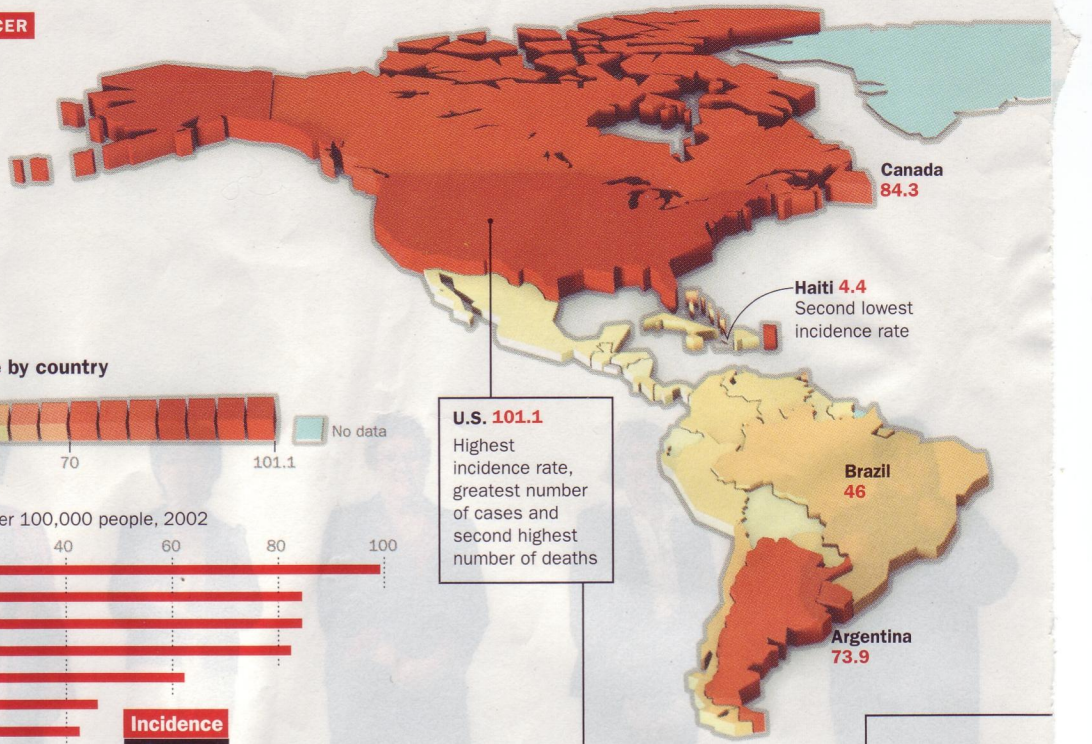 CER
Canada
84.3
Haiti 4.4
Second lowest
incidence rate
by country
No data
70
101.1
U.S. 101.1
Highest
incidence rate,
greatest number
of cases and
second highest
number of deaths
Brazil
46
er 100,000 people, 2002
40 60 80 100
Argentina
73.9
Incidence